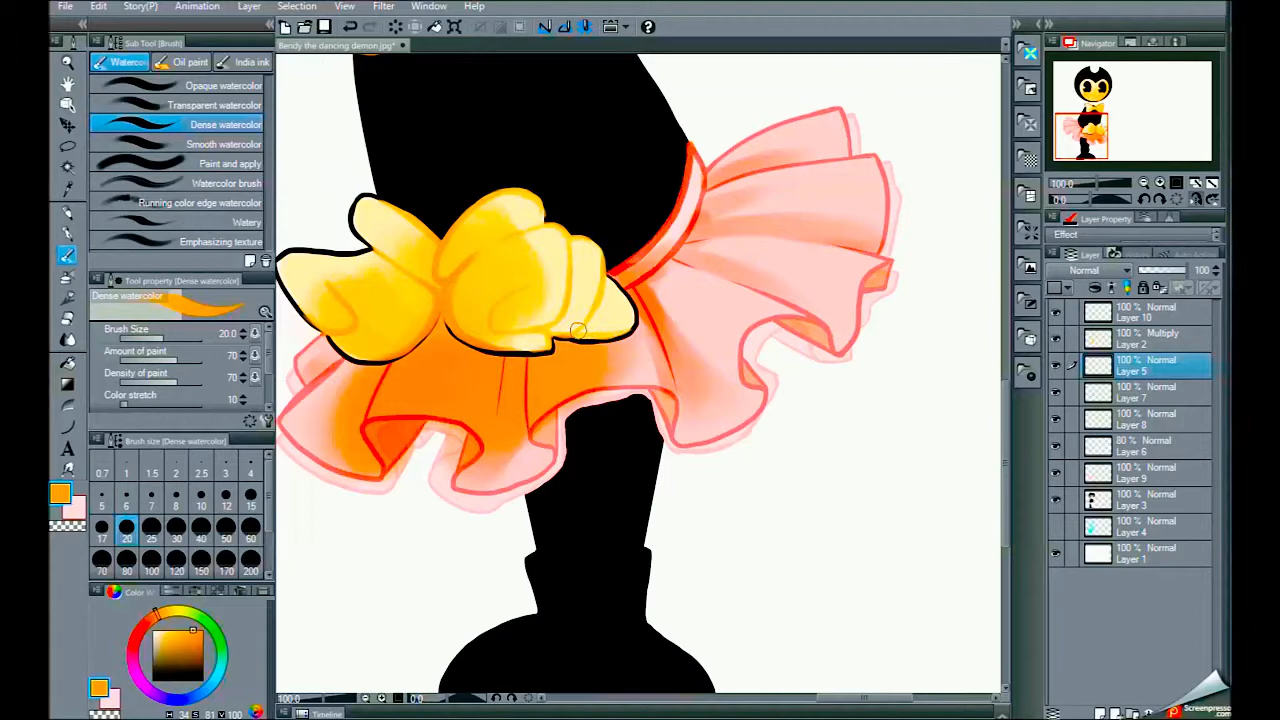 File Edit Story(P) Animation Layer Selection View Filter Window Help
Sub Tool [Brush]
Navigator
Bendy the dancing demon.jpg*
Waterco Oil paint India ink
Opaque watercolor
Transparent watercolor
Dense watercolor
Smooth watercolor
Paint and apply
Watercolor brush
Running color edge watercolor
Watery
Emphasizing texture
Tool property [Dense watercolor]
Dense watercolor
Brush Size 20.0
Amount of paint 70
Density of paint 70
Color stretch 10
Brush size [Dense watercolor]
0.7 1 1.5 2 2.5 3 4
5 6 7 8 10 12 15
17 20 25 30 40 50 60
70 80 100 120 150 170 200
Color W
H 34 S 81 V 100
100.0
0.0
Layer Property
Effect
Layer
Normal 100
100 % Normal
Layer 10
100 % Multiply
Layer 2
100 % Normal
Layer 5
100 % Normal
Layer 7
100 % Normal
Layer 8
80 % Normal
Layer 6
100 % Normal
Layer 9
100 % Normal
Layer 3
100 % Normal
Layer 4
100 % Normal
Layer 1
100.0 0.0
Timeline
Screenpresso
.com